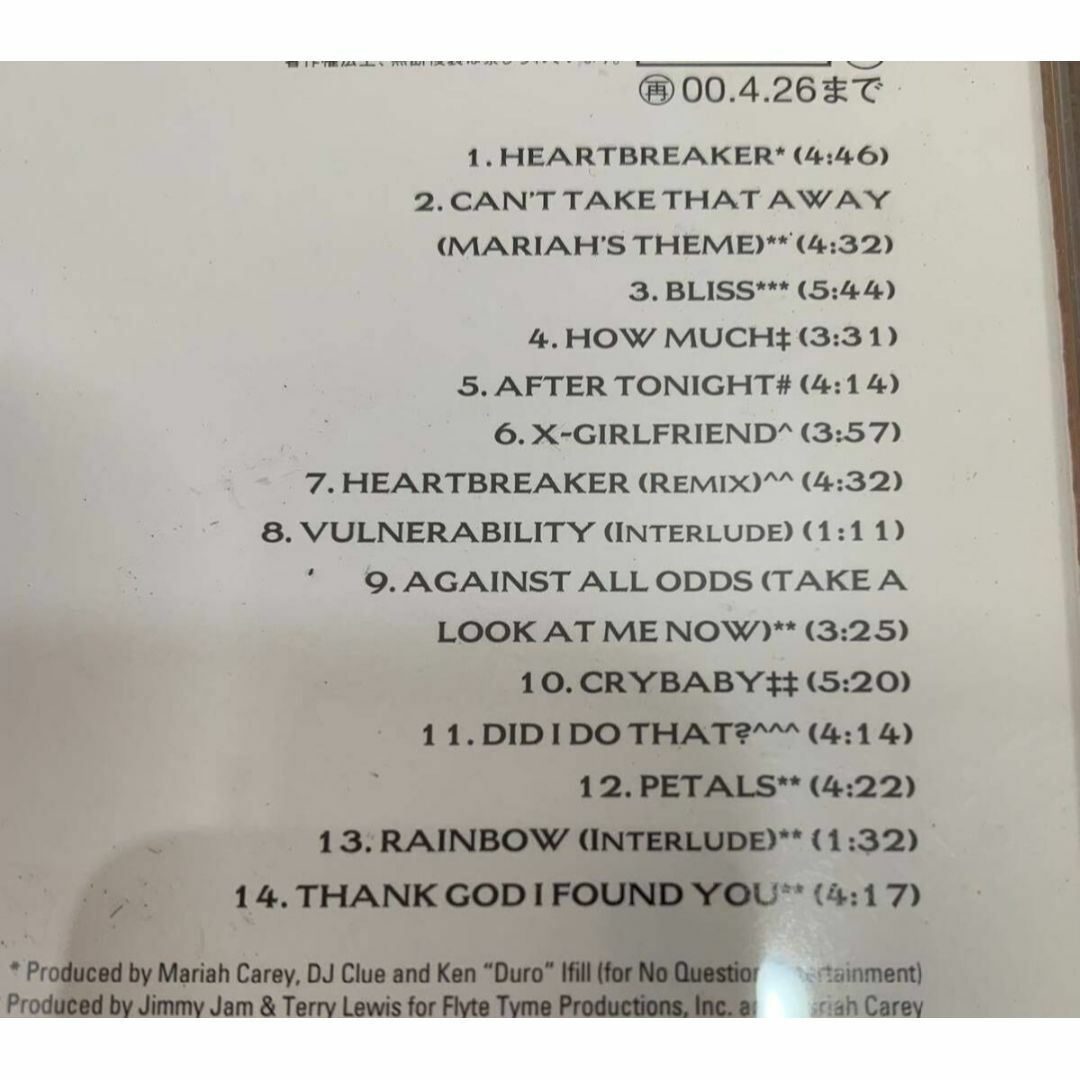 ㊞00.4.26まで
1. HEARTBREAKER* (4:46)
2. CAN'T TAKE THAT AWAY
(MARIAH'S THEME)** (4:32)
3. BLISS*** (5:44)
4. HOW MUCH‡ (3:31)
5. AFTER TONIGHT# (4:14)
6. X-GIRLFRIEND^ (3:57)
7. HEARTBREAKER (REMIX)^^ (4:32)
8. VULNERABILITY (INTERLUDE) (1:11)
9. AGAINST ALL ODDS (TAKE A
LOOK AT ME NOW)** (3:25)
10. CRYBABY‡‡ (5:20)
11. DID I DO THAT?^^^ (4:14)
12. PETALS** (4:22)
13. RAINBOW (INTERLUDE)** (1:32)
14. THANK GOD I FOUND YOU** (4:17)
* Produced by Mariah Carey, DJ Clue and Ken "Duro" Ifill (for No Question
Produced by Jimmy Jam & Terry Lewis for Flyte Tyme Productions, Inc. Carey